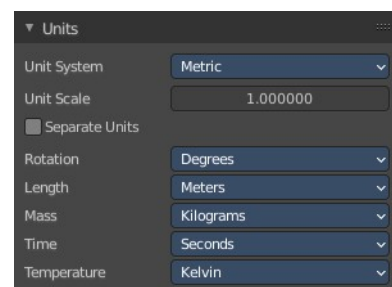 Units
Unit System Metric
Unit Scale 1.000000
Separate Units
Rotation Degrees
Length Meters
Mass Kilograms
Time Seconds
Temperature Kelvin